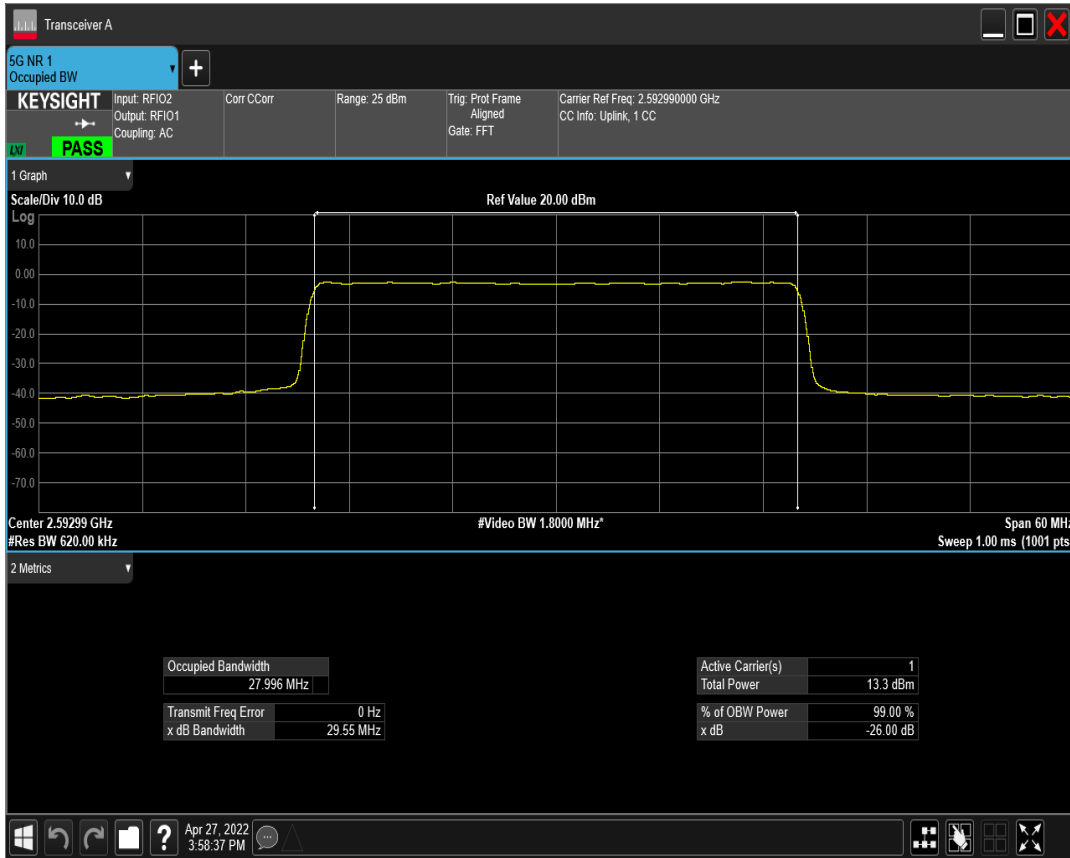 Transceiver A
5G NR 1
Occupied BW
+
KEYSIGHT
LXI
PASS
Input: RFIO2
Output: RFIO1
Coupling: AC
Corr CCorr
Range: 25 dBm
Trig: Prot Frame
Aligned
Gate: FFT
Carrier Ref Freq: 2.592990000 GHz
CC Info: Uplink, 1 CC
1 Graph
Scale/Div 10.0 dB
Ref Value 20.00 dBm
Log
10.0
0.00
-10.0
-20.0
-30.0
-40.0
-50.0
-60.0
-70.0
Center 2.59299 GHz
#Video BW 1.8000 MHz*
Span 60 MHz
#Res BW 620.00 kHz
Sweep 1.00 ms (1001 pts
2 Metrics
Occupied Bandwidth
27.996 MHz
Transmit Freq Error 0 Hz
x dB Bandwidth 29.55 MHz
Active Carrier(s) 1
Total Power 13.3 dBm
% of OBW Power 99.00 %
x dB -26.00 dB
?
Apr 27, 2022
3:58:37 PM